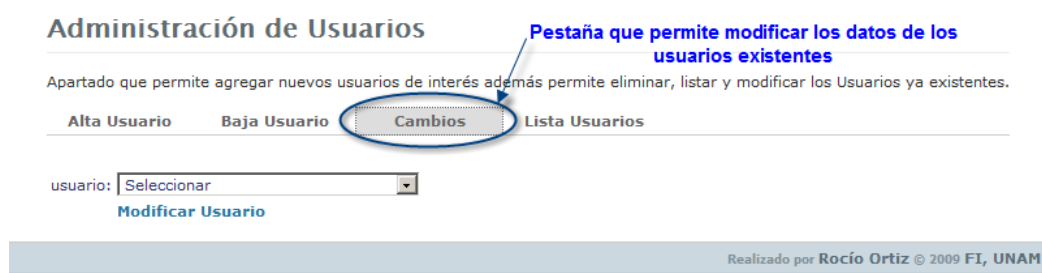 Administración de Usuarios
Pestaña que permite modificar los datos de los
usuarios existentes
Apartado que permite agregar nuevos usuarios de interés además permite eliminar, listar y modificar los Usuarios ya existentes.
Alta Usuario Baja Usuario Cambios Lista Usuarios
usuario: Seleccionar
Modificar Usuario
Realizado por Rocío Ortiz © 2009 FI, UNAM